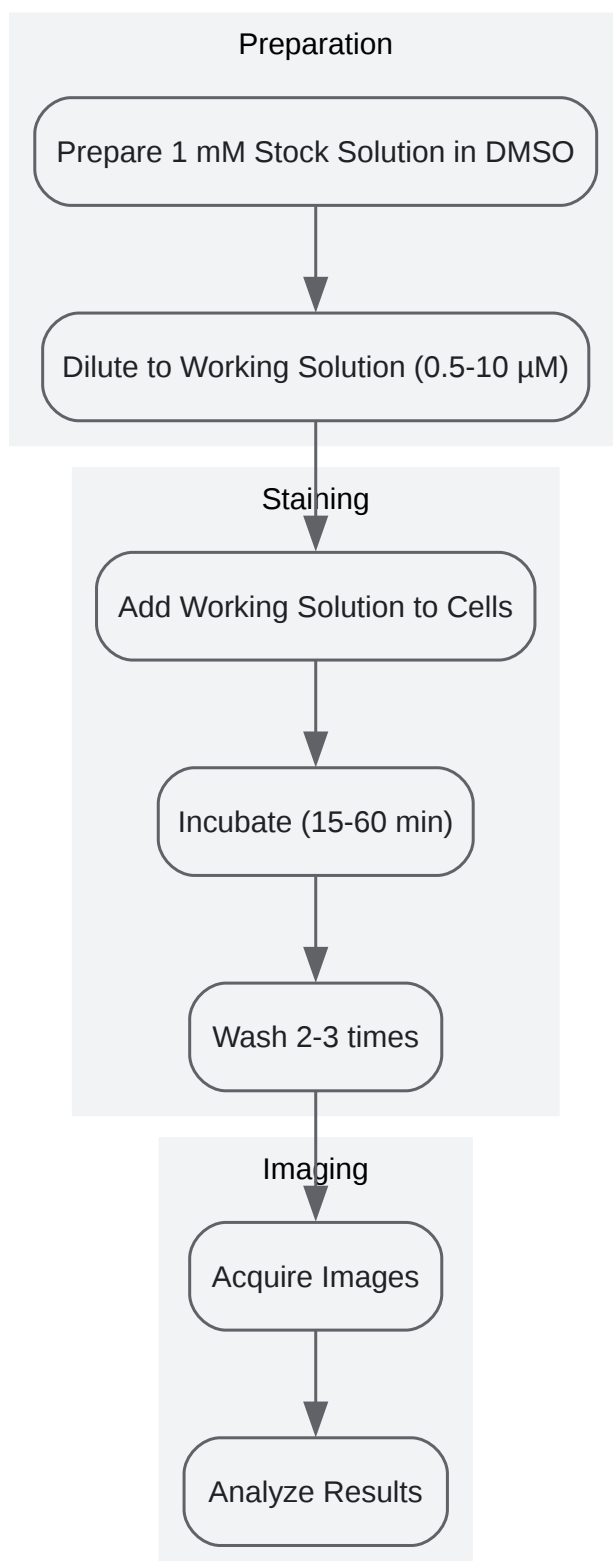 Preparation
Prepare 1 mM Stock Solution in DMSO
Dilute to Working Solution (0.5-10 µM)
Staining
Add Working Solution to Cells
Incubate (15-60 min)
Wash 2-3 times
Imaging
Acquire Images
Analyze Results